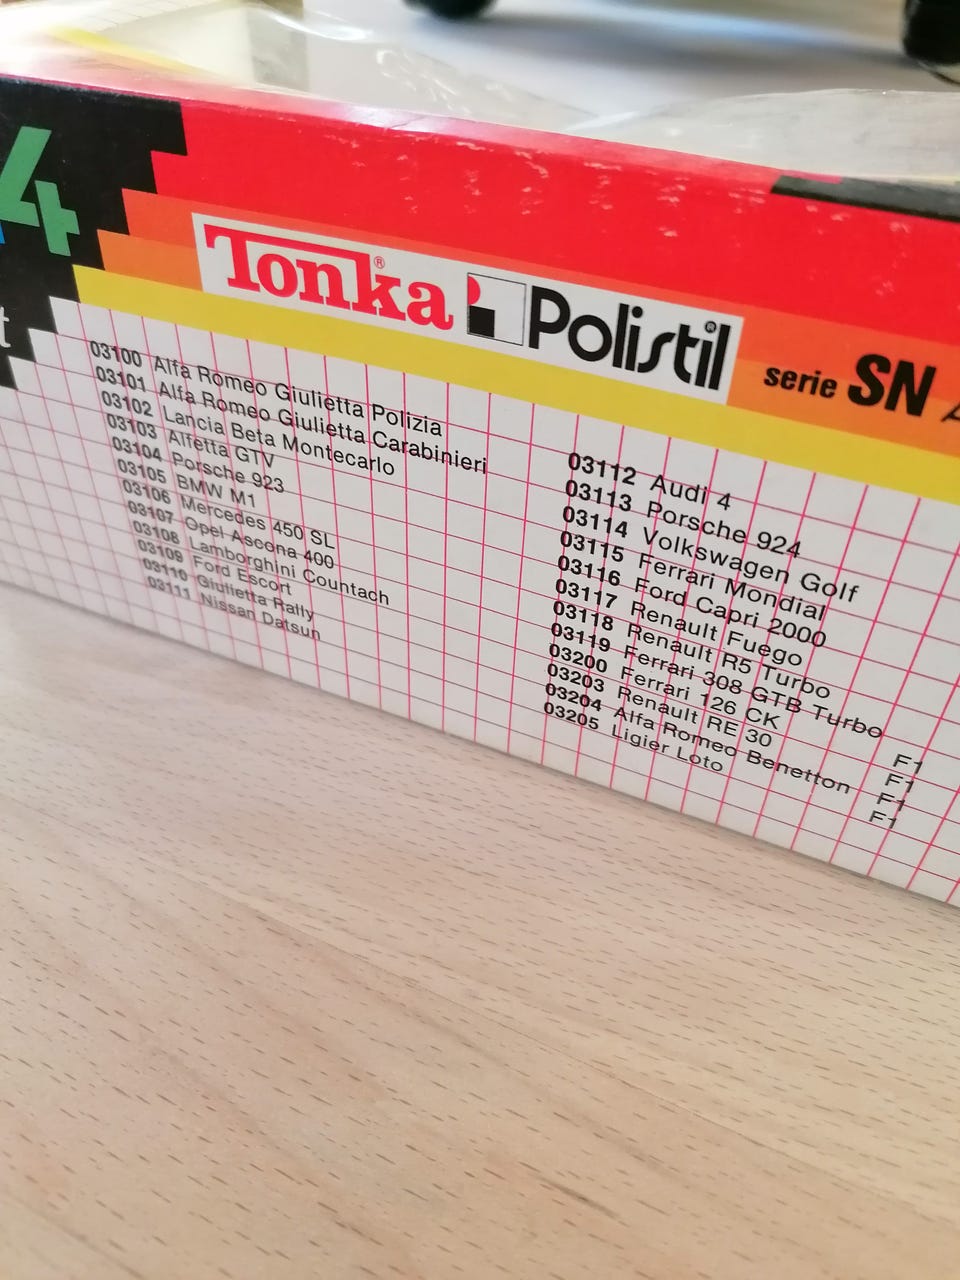 4
t
Tonka®
Polistil®
serie SN
03100 Alfa Romeo Giulietta Polizia
03101 Alfa Romeo Giulietta Carabinieri
03102 Lancia Beta Montecarlo
03103 Alfetta GTV
03104 Porsche 923
03105 BMW M1
03106 Mercedes 450 SL
03107 Opel Ascona 400
03108 Lamborghini Countach
03109 Ford Escort
03110 Giulietta Rally
03111 Nissan Datsun
03112 Audi 4
03113 Porsche 924
03114 Volkswagen Golf
03115 Ferrari Mondial
03116 Ford Capri 2000
03117 Renault Fuego
03118 Renault R5 Turbo
03119 Ferrari 308 GTB Turbo
03200 Ferrari 126 CK F1
03203 Renault RE 30 F1
03204 Alfa Romeo Benetton F1
03205 Ligier Loto F1